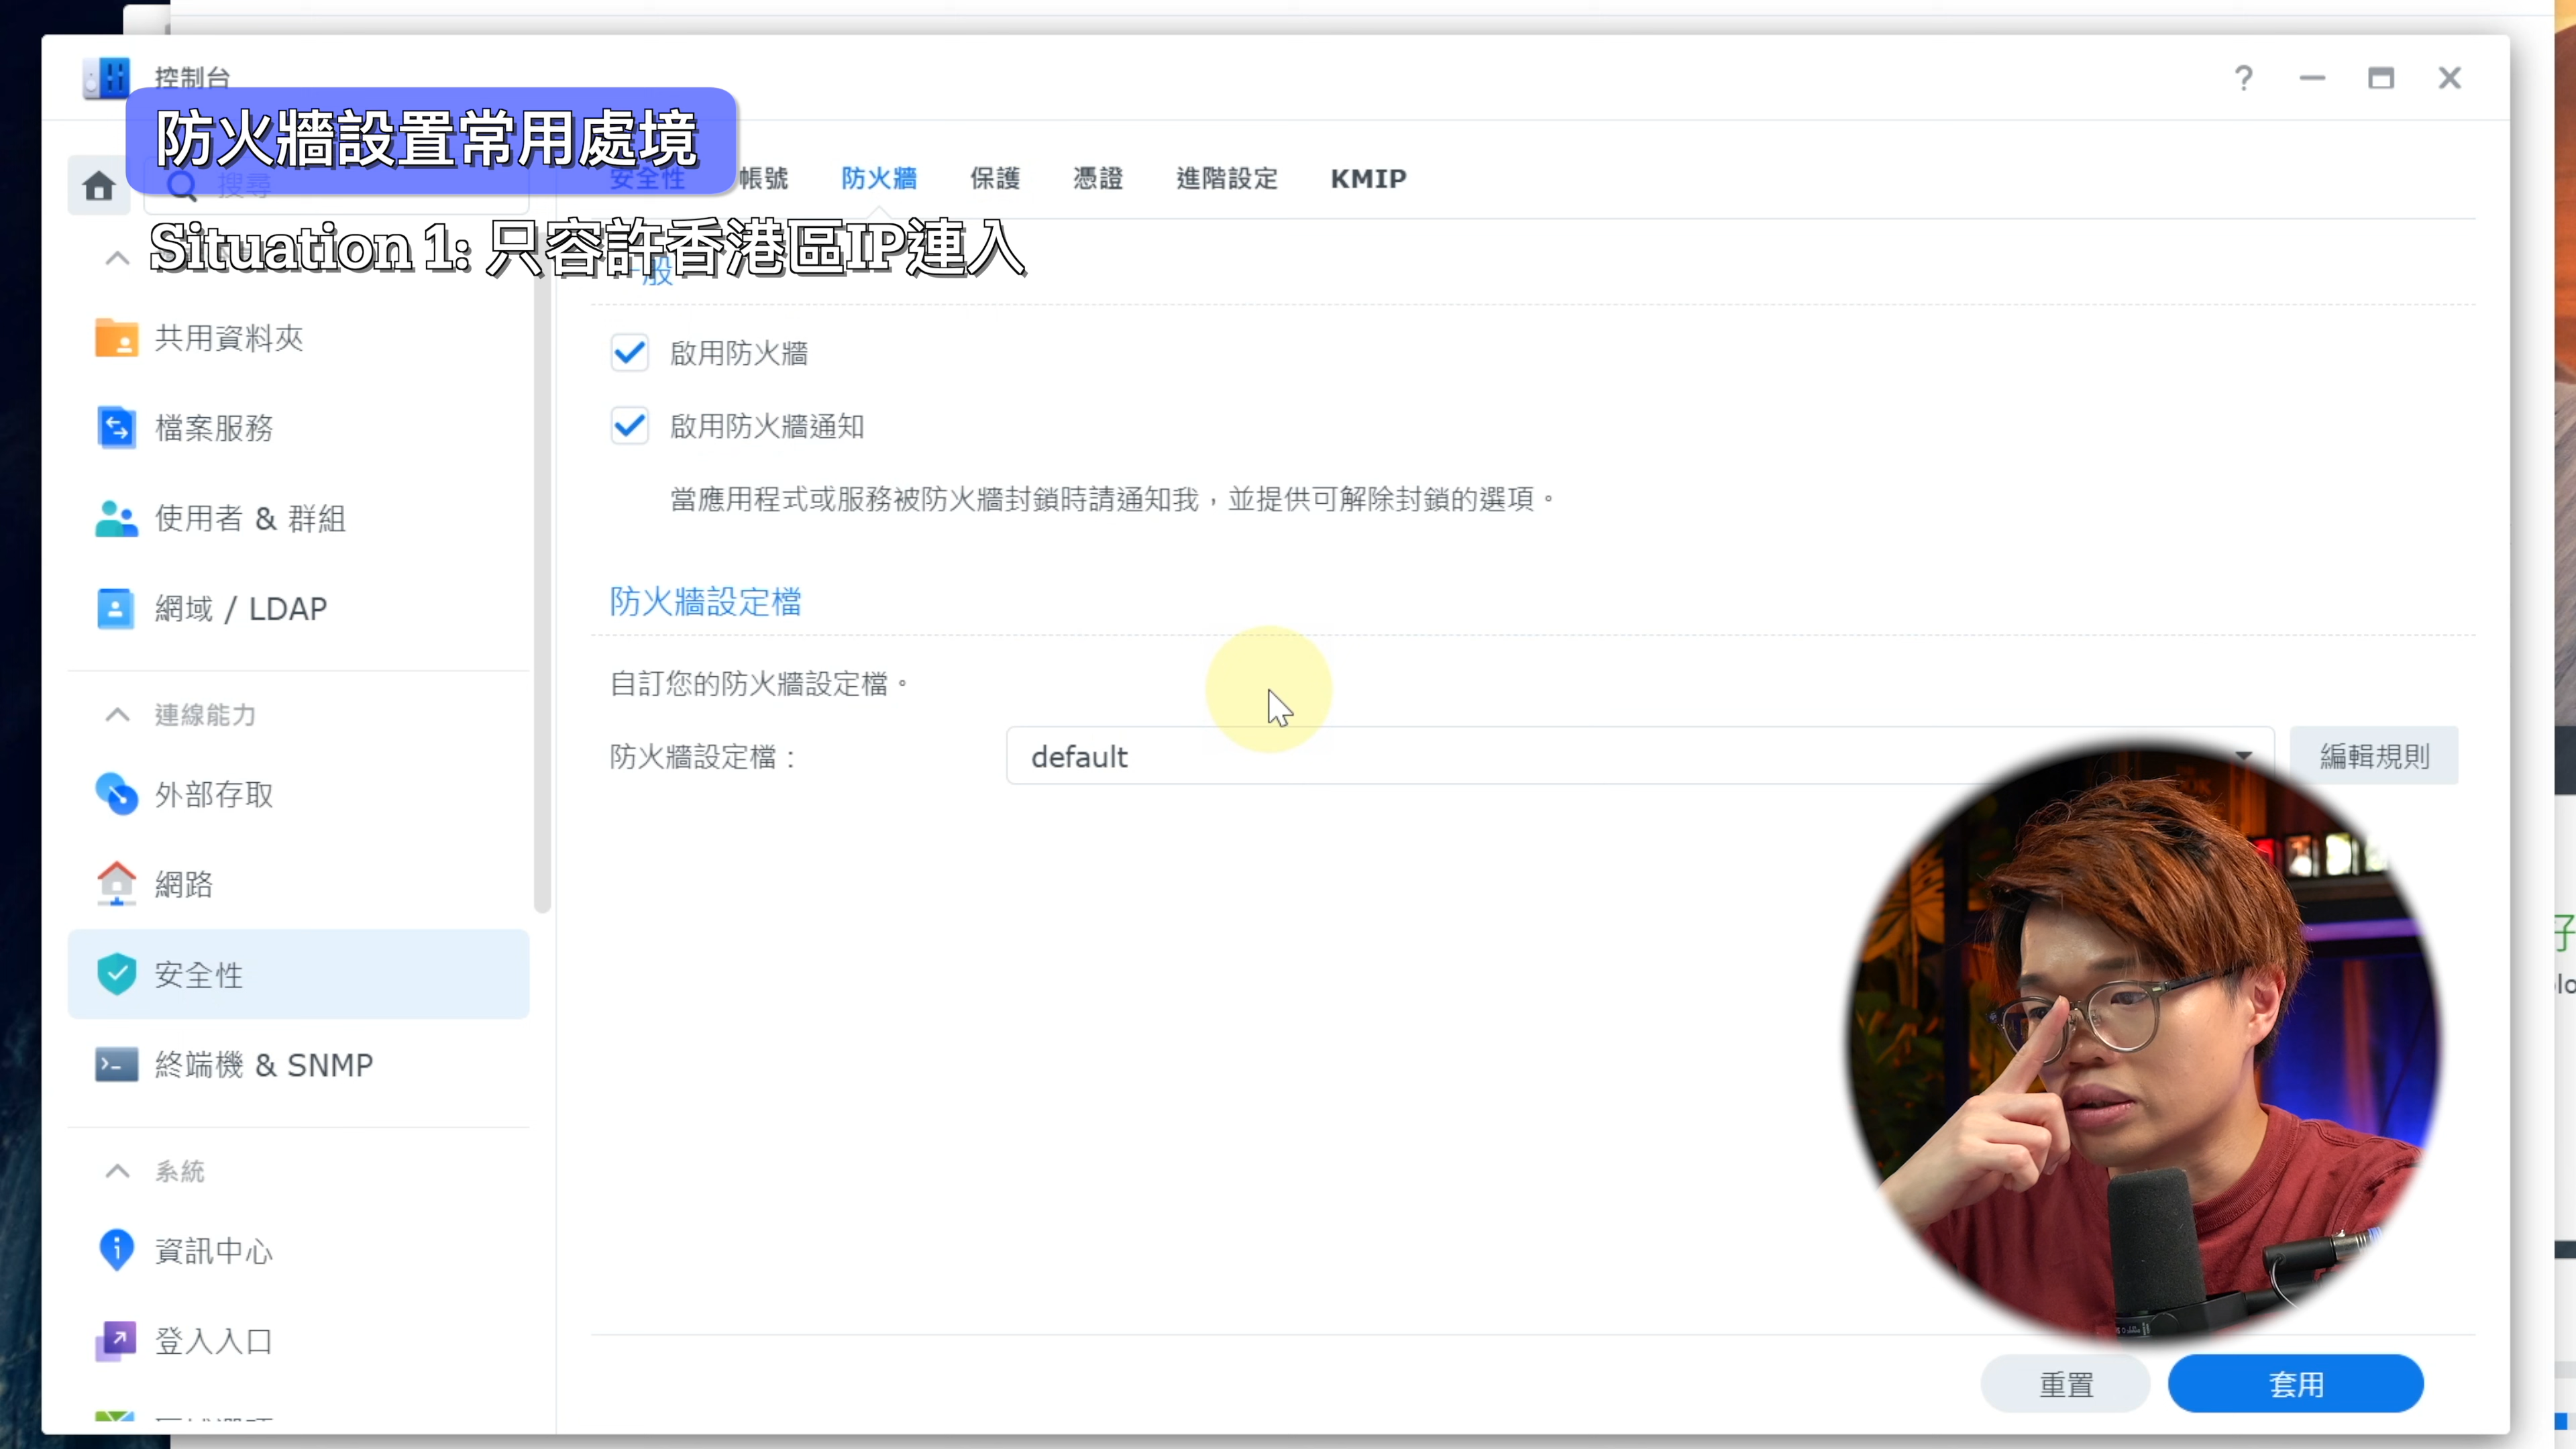 控制台
防火牆設置常用處境
搜尋
安全性 帳號 防火牆 保護 憑證 進階設定 KMIP
Situation 1: 只容許香港區IP連入
一般
共用資料夾
檔案服務
使用者 & 群組
網域 / LDAP
連線能力
外部存取
網路
安全性
終端機 & SNMP
系統
資訊中心
登入入口
啟用防火牆
啟用防火牆通知
當應用程式或服務被防火牆封鎖時請通知我，並提供可解除封鎖的選項。
防火牆設定檔
自訂您的防火牆設定檔。
防火牆設定檔： default 編輯規則
重置 套用